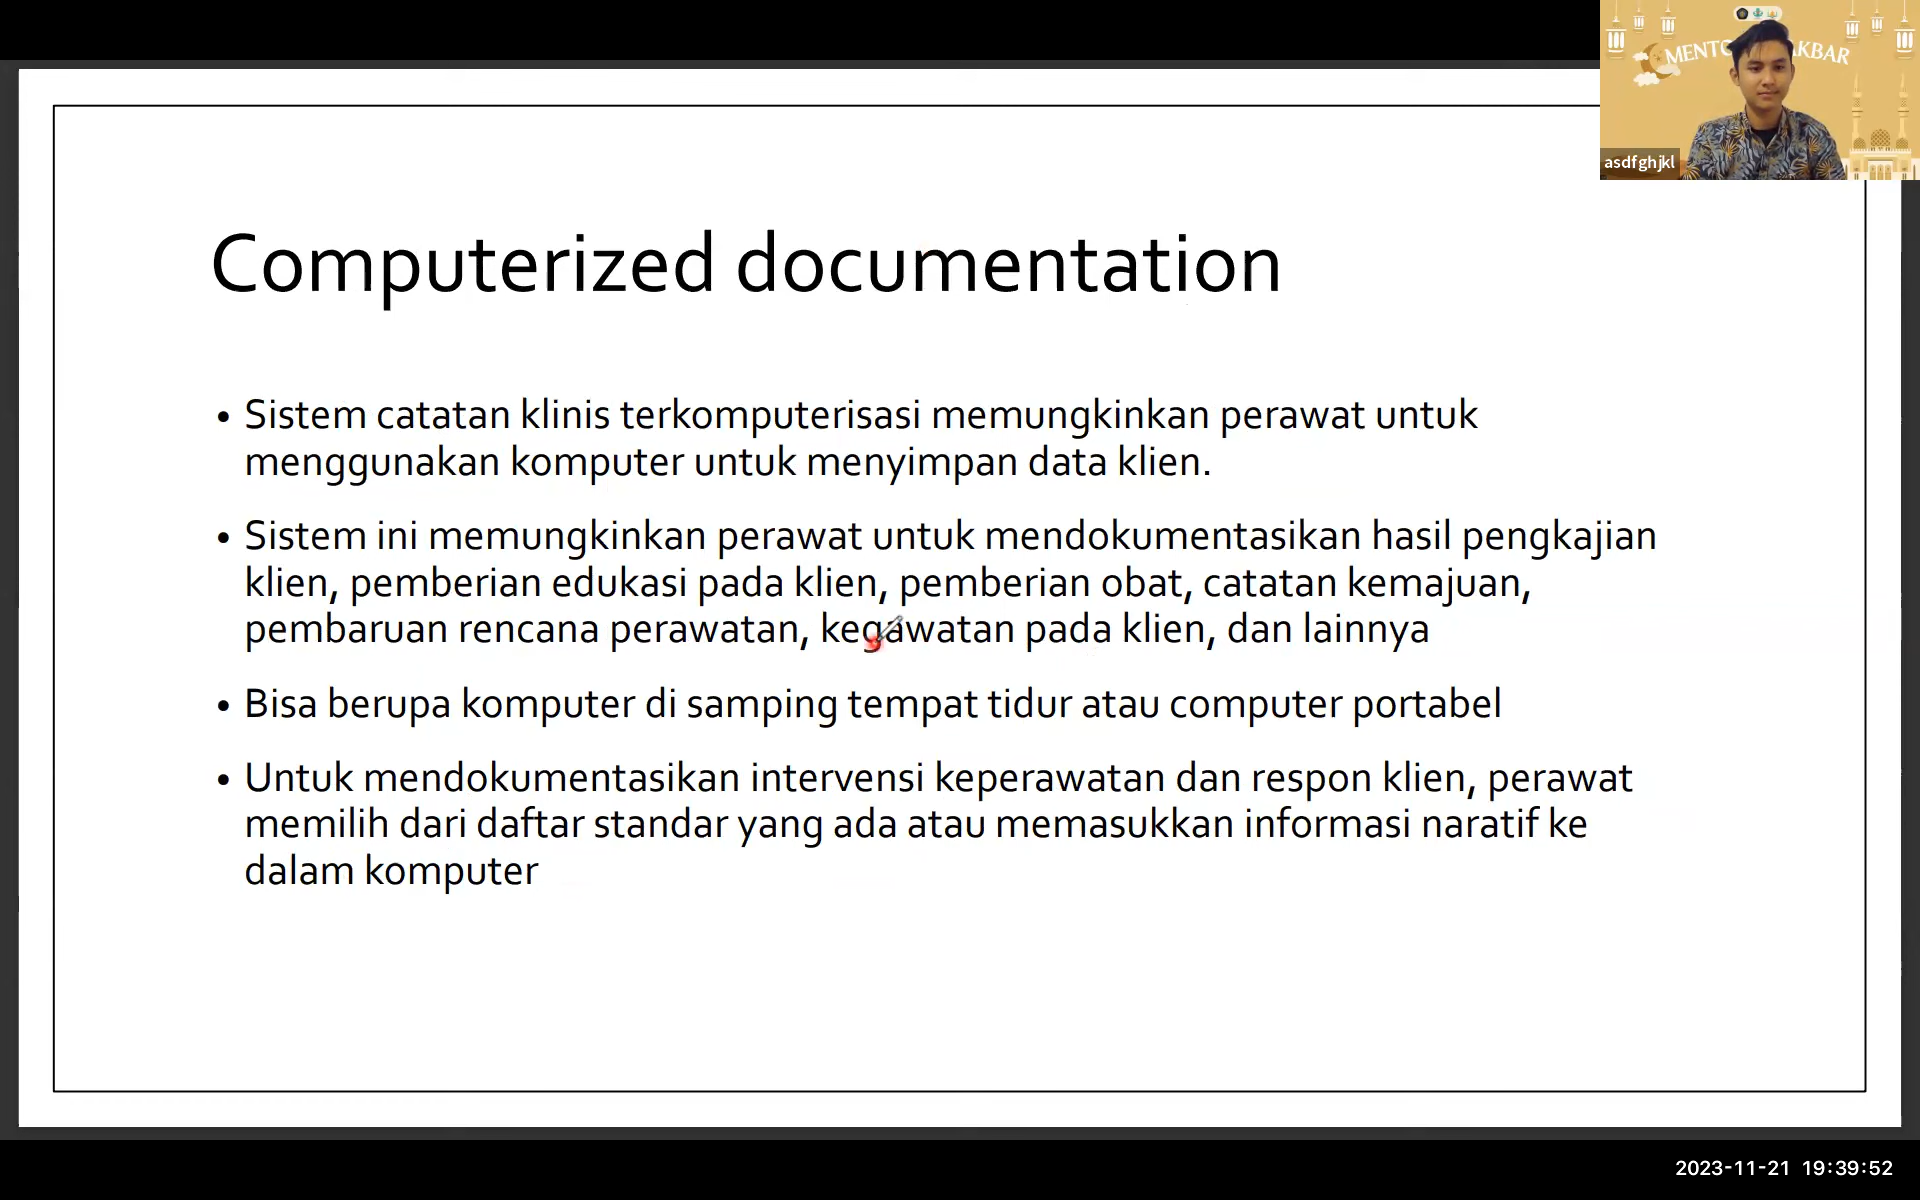 MENTO AKBAR
asdfghjkl
Computerized documentation
• Sistem catatan klinis terkomputerisasi memungkinkan perawat untuk
menggunakan komputer untuk menyimpan data klien.
• Sistem ini memungkinkan perawat untuk mendokumentasikan hasil pengkajian
klien, pemberian edukasi pada klien, pemberian obat, catatan kemajuan,
pembaruan rencana perawatan, kegawatan pada klien, dan lainnya
• Bisa berupa komputer di samping tempat tidur atau computer portabel
• Untuk mendokumentasikan intervensi keperawatan dan respon klien, perawat
memilih dari daftar standar yang ada atau memasukkan informasi naratif ke
dalam komputer
2023-11-21 19:39:52